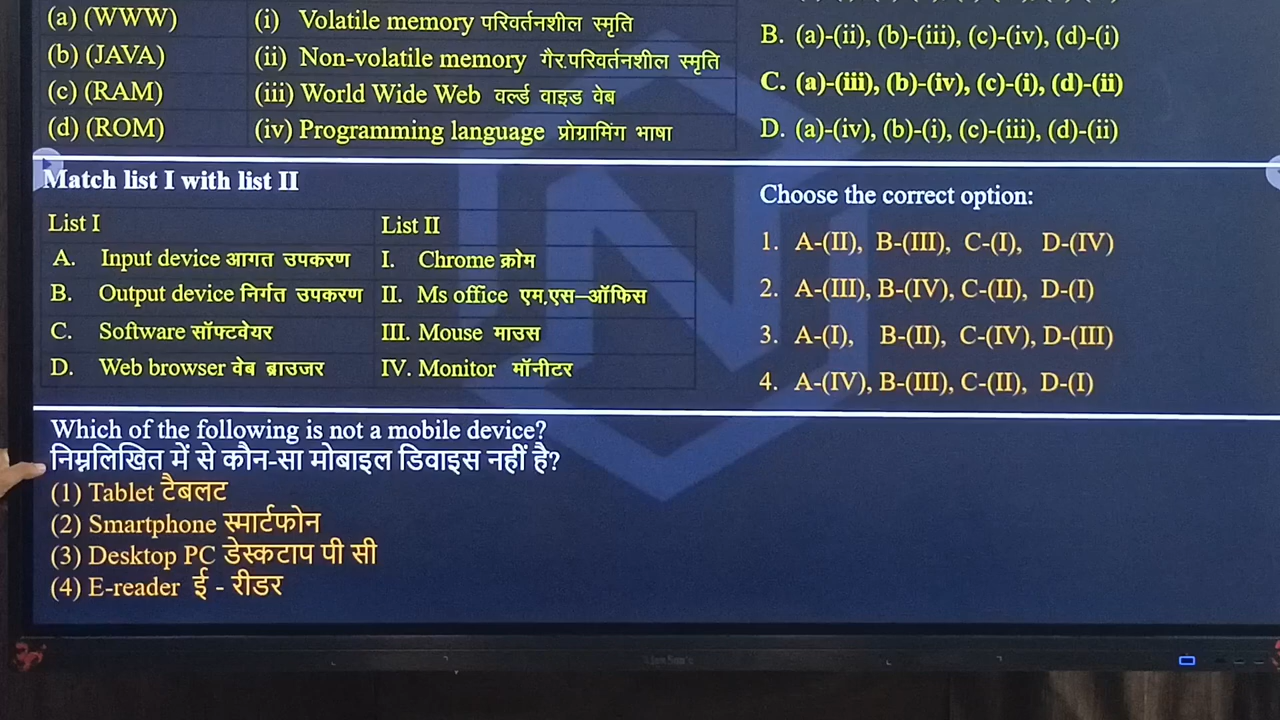 (a) (WWW) (i) Volatile memory परिवर्तनशील स्मृति
(b) (JAVA) (ii) Non-volatile memory गैर.परिवर्तनशील स्मृति
(c) (RAM) (iii) World Wide Web वर्ल्ड वाइड वेब
(d) (ROM) (iv) Programming language प्रोग्रामिंग भाषा
B. (a)-(ii), (b)-(iii), (c)-(iv), (d)-(i)
C. (a)-(iii), (b)-(iv), (c)-(i), (d)-(ii)
D. (a)-(iv), (b)-(i), (c)-(iii), (d)-(ii)
Match list I with list II
List I List II
A. Input device आगत उपकरण I. Chrome क्रोम
B. Output device निर्गत उपकरण II. Ms office एम.एस–ऑफिस
C. Software सॉफ्टवेयर III. Mouse माउस
D. Web browser वेब ब्राउजर IV. Monitor मॉनीटर
Choose the correct option:
1. A-(II), B-(III), C-(I), D-(IV)
2. A-(III), B-(IV), C-(II), D-(I)
3. A-(I), B-(II), C-(IV), D-(III)
4. A-(IV), B-(III), C-(II), D-(I)
Which of the following is not a mobile device?
निम्नलिखित में से कौन-सा मोबाइल डिवाइस नहीं है?
(1) Tablet टैबलट
(2) Smartphone स्मार्टफोन
(3) Desktop PC डेस्कटाप पी सी
(4) E-reader ई - रीडर